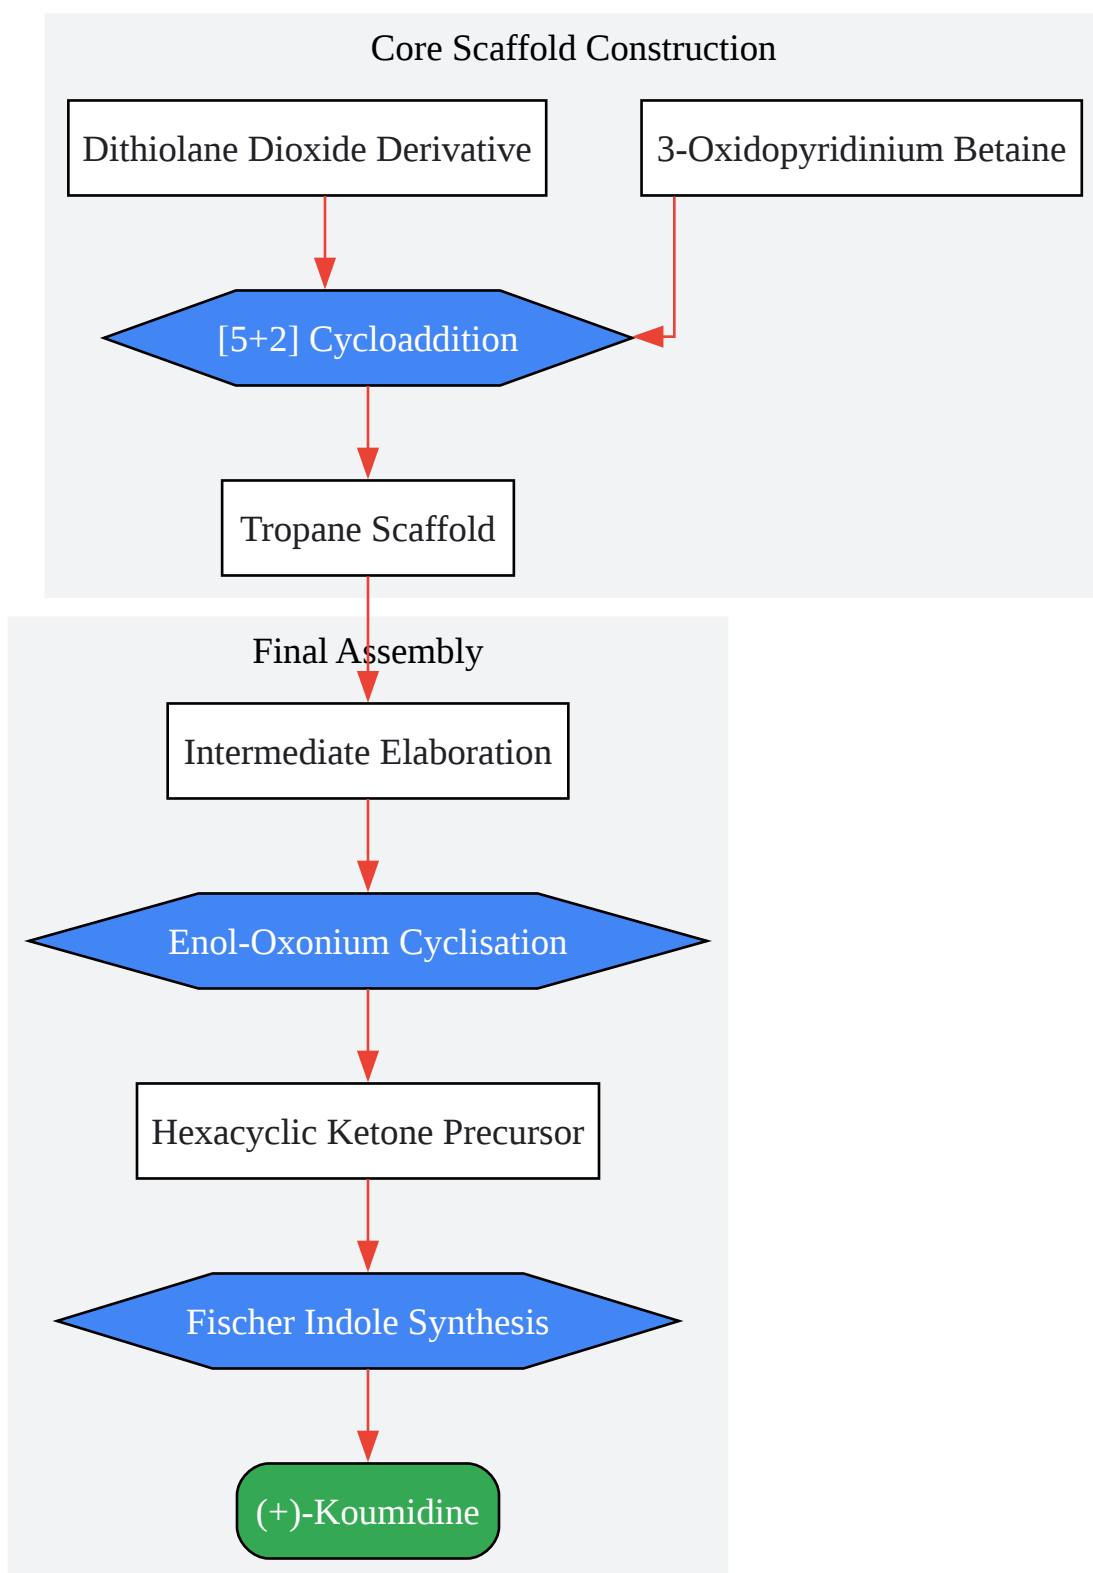 Core Scaffold Construction
Dithiolane Dioxide Derivative
3-Oxidopyridinium Betaine
[5+2] Cycloaddition
Tropane Scaffold
Final Assembly
Intermediate Elaboration
Enol-Oxonium Cyclisation
Hexacyclic Ketone Precursor
Fischer Indole Synthesis
(+)-Koumidine